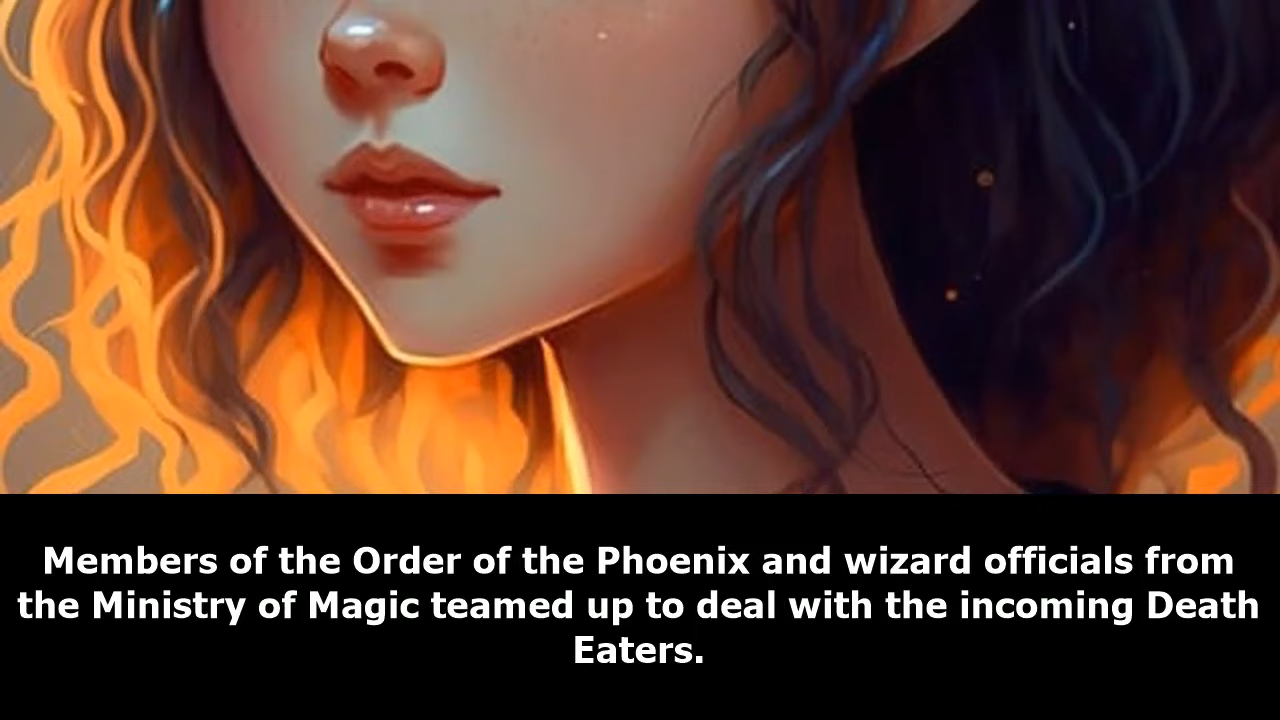 Members of the Order of the Phoenix and wizard officials from
the Ministry of Magic teamed up to deal with the incoming Death
Eaters.